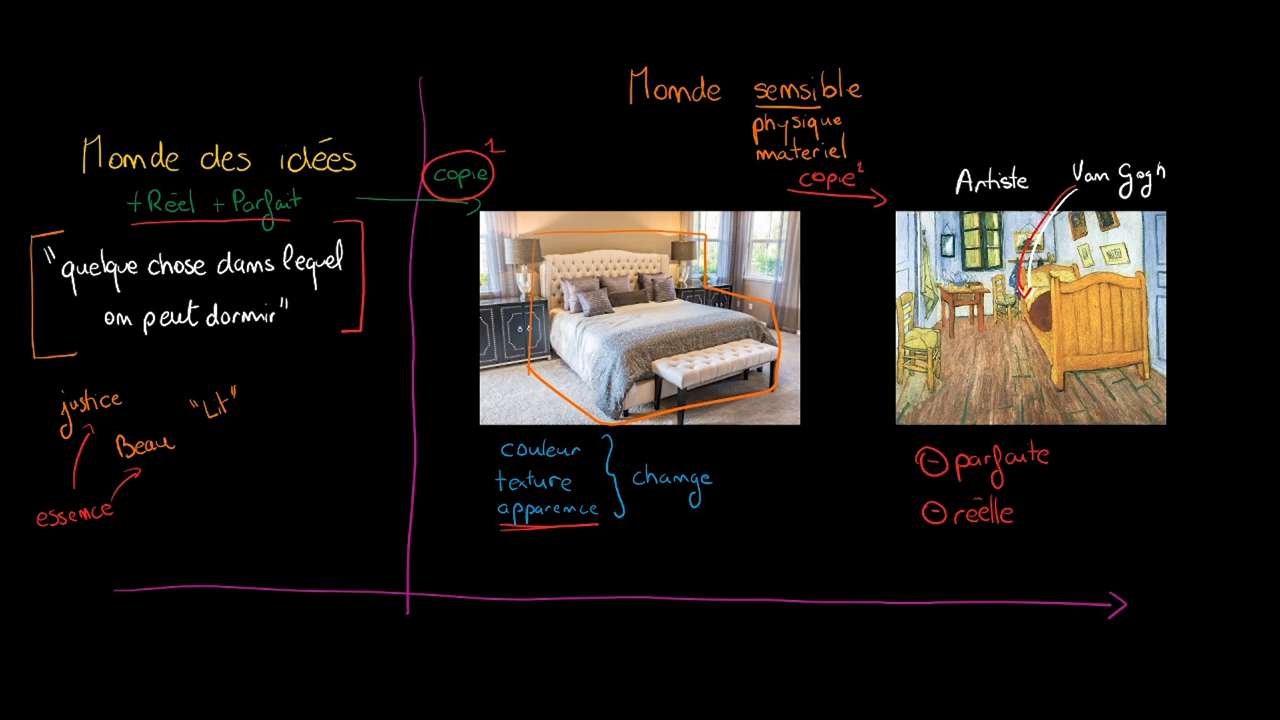 Monde des idées
+ Réel + Parfait
"quelque chose dans lequel
on peut dormir"
justice
"Lit"
Beau
essence
copie 1
Monde sensible
physique
materiel
copie 2
Artiste
Van Gogh
couleur
texture
apparence
change
⊖ parfaite
⊖ réelle